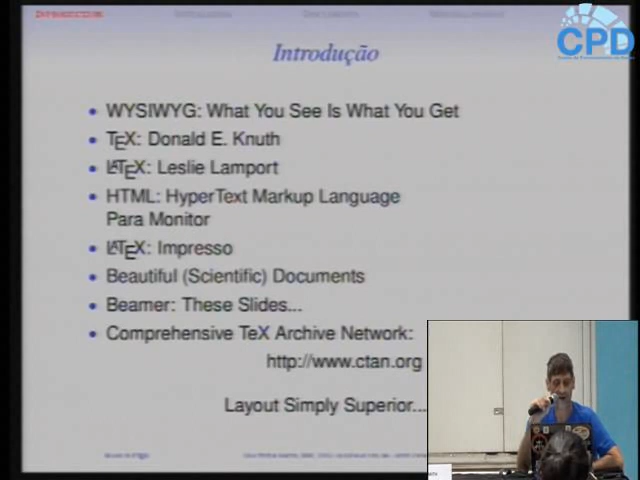 Introdução
CPD
WYSIWYG: What You See Is What You Get
TEX: Donald E. Knuth
LATEX: Leslie Lamport
HTML: HyperText Markup Language
Para Monitor
LATEX: Impresso
Beautiful (Scientific) Documents
Beamer: These Slides...
Comprehensive TeX Archive Network:
http://www.ctan.org
Layout Simply Superior...